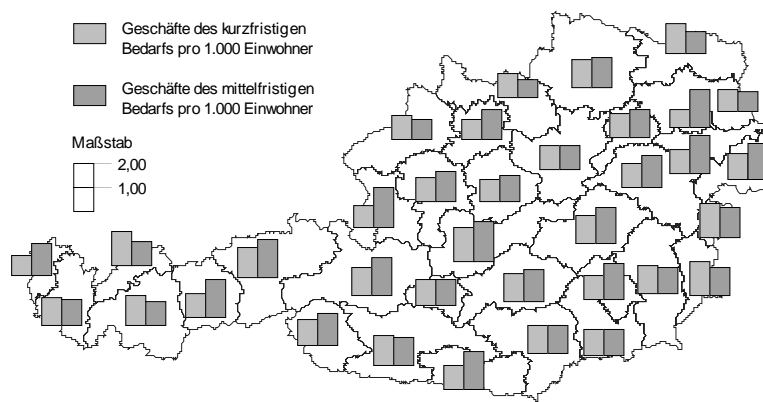 Geschäfte des kurzfristigen
Bedarfs pro 1.000 Einwohner
Geschäfte des mittelfristigen
Bedarfs pro 1.000 Einwohner
Maßstab
2,00
1,00